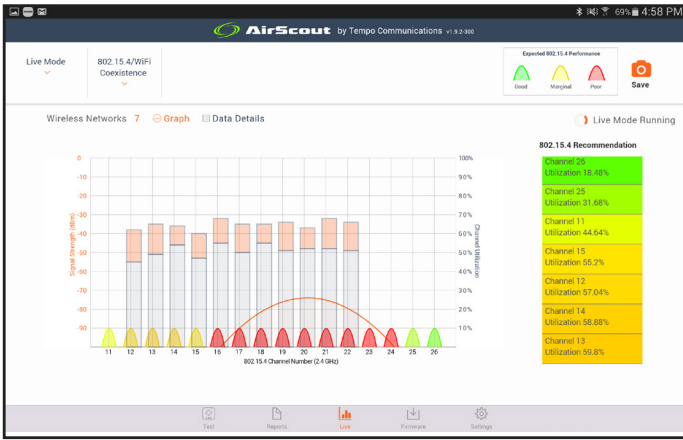 69% 4:58 PM
AirScout by Tempo Communications v1.9.2-300
Live Mode
802.15.4/WiFi
Coexistence
Expected 802.15.4 Performance
Good Marginal Poor
Save
Wireless Networks 7 Graph Data Details
Live Mode Running
Signal Strength (dBm)
0
-10
-20
-30
-40
-50
-60
-70
-80
-90
100%
90%
80%
70%
60%
50%
40%
30%
20%
10%
Channel Utilization
11 12 13 14 15 16 17 18 19 20 21 22 23 24 25 26
802.15.4 Channel Number (2.4 GHz)
802.15.4 Recommendation
Channel 26
Utilization 18.48%
Channel 25
Utilization 31.68%
Channel 11
Utilization 44.64%
Channel 15
Utilization 55.2%
Channel 12
Utilization 57.04%
Channel 14
Utilization 58.88%
Channel 13
Utilization 59.8%
Test Reports Live Firmware Settings